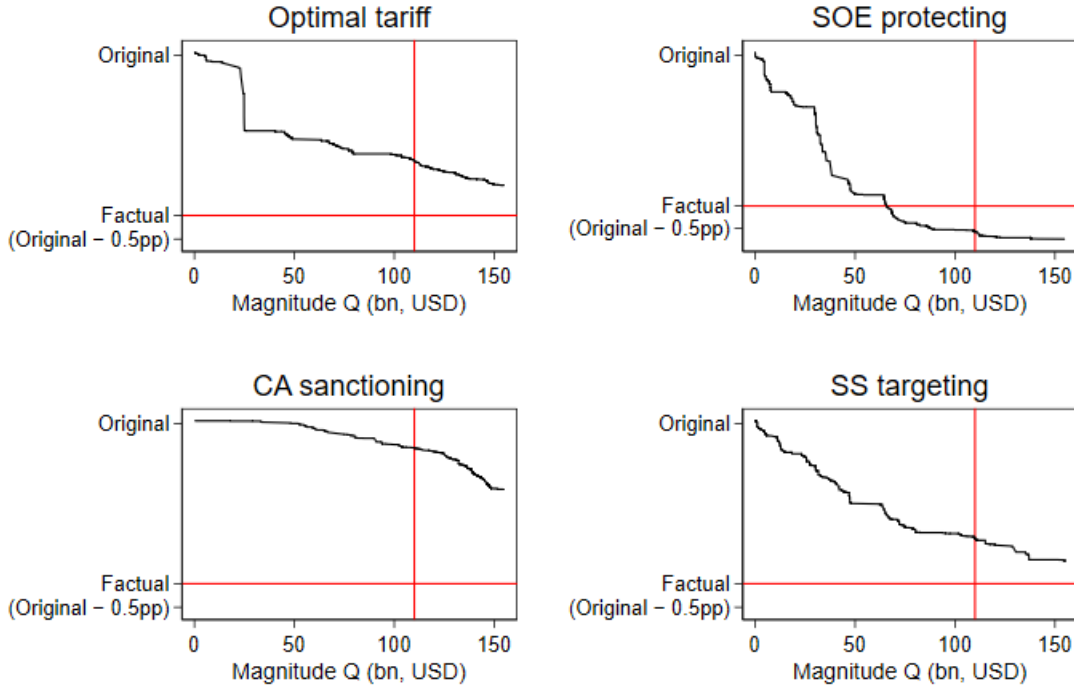 Optimal tariff
Original
Factual
(Original − 0.5pp)
0 50 100 150
Magnitude Q (bn, USD)
SOE protecting
Original
Factual
(Original − 0.5pp)
0 50 100 150
Magnitude Q (bn, USD)
CA sanctioning
Original
Factual
(Original − 0.5pp)
0 50 100 150
Magnitude Q (bn, USD)
SS targeting
Original
Factual
(Original − 0.5pp)
0 50 100 150
Magnitude Q (bn, USD)